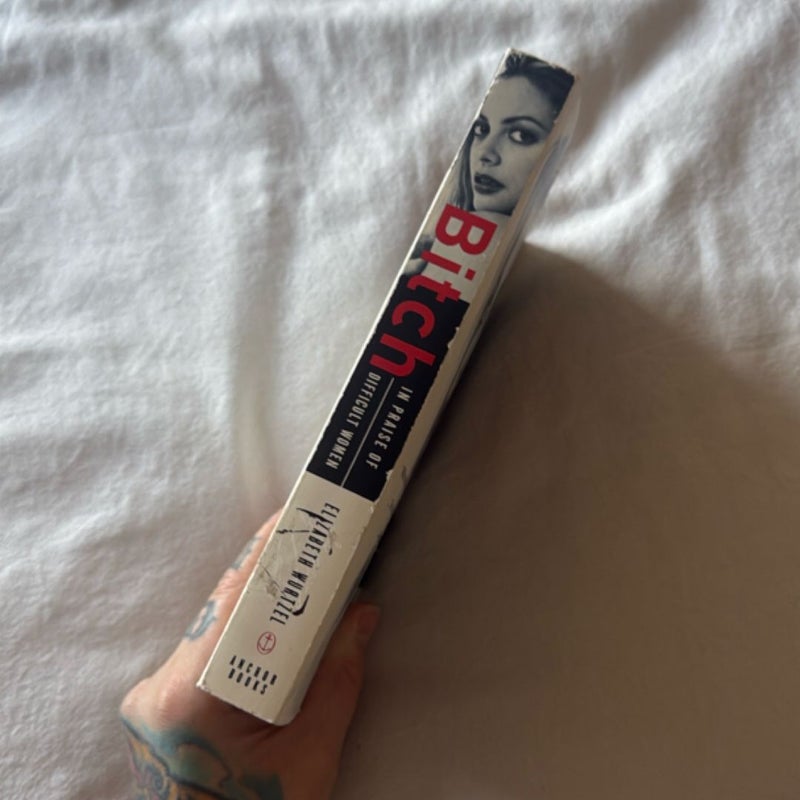 Bitch
IN PRAISE OF
DIFFICULT WOMEN
ELIZABETH WURTZEL
ANCHOR
BOOKS